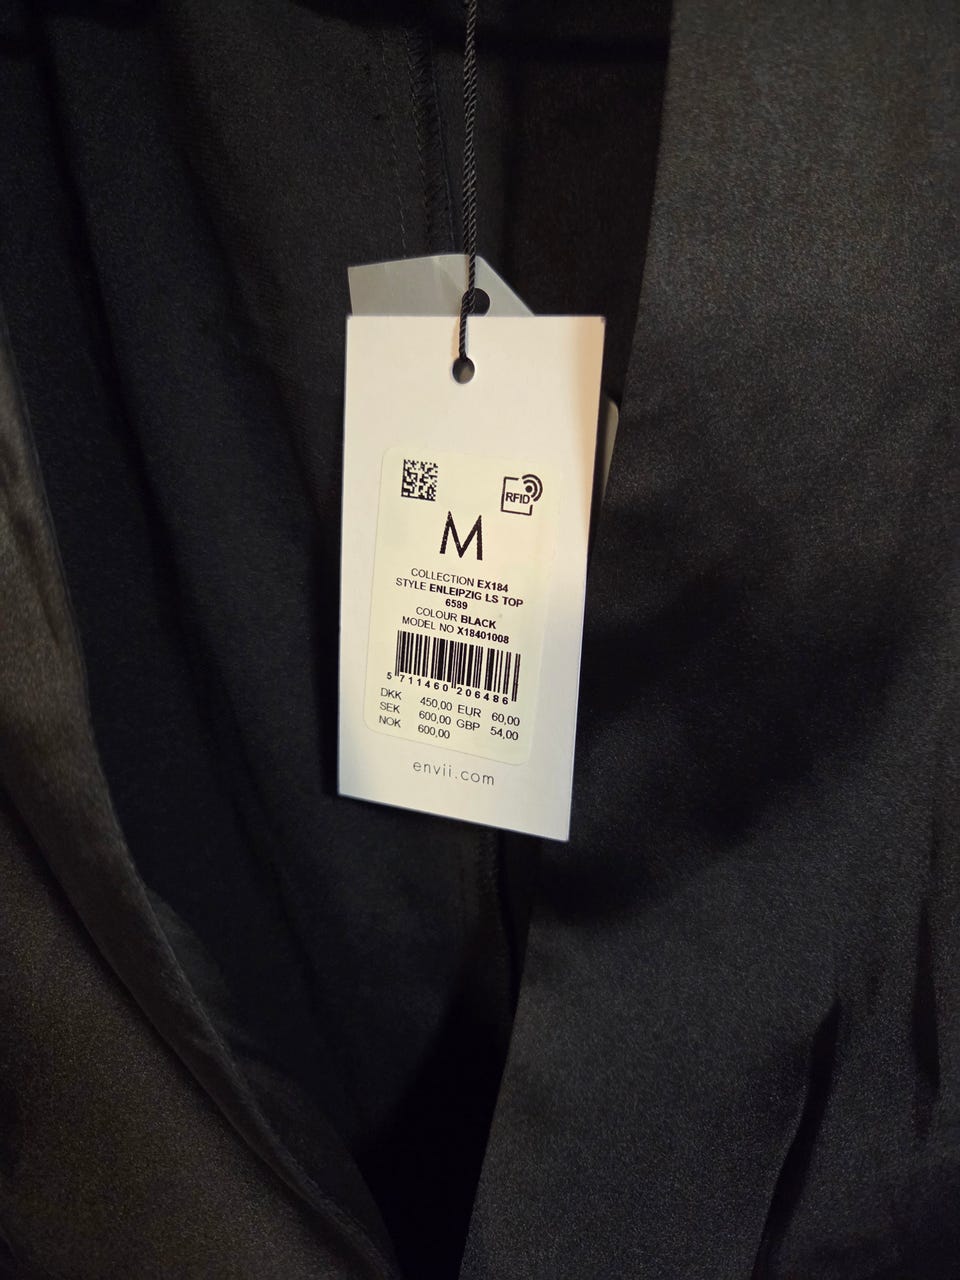 RFID
M
COLLECTION EX184
STYLE ENLEIPZIG LS TOP
6589
COLOUR BLACK
MODEL NO X18401008
5 711460 206486
DKK 450,00 EUR 60,00
SEK 600,00 GBP 54,00
NOK 600,00
envii.com